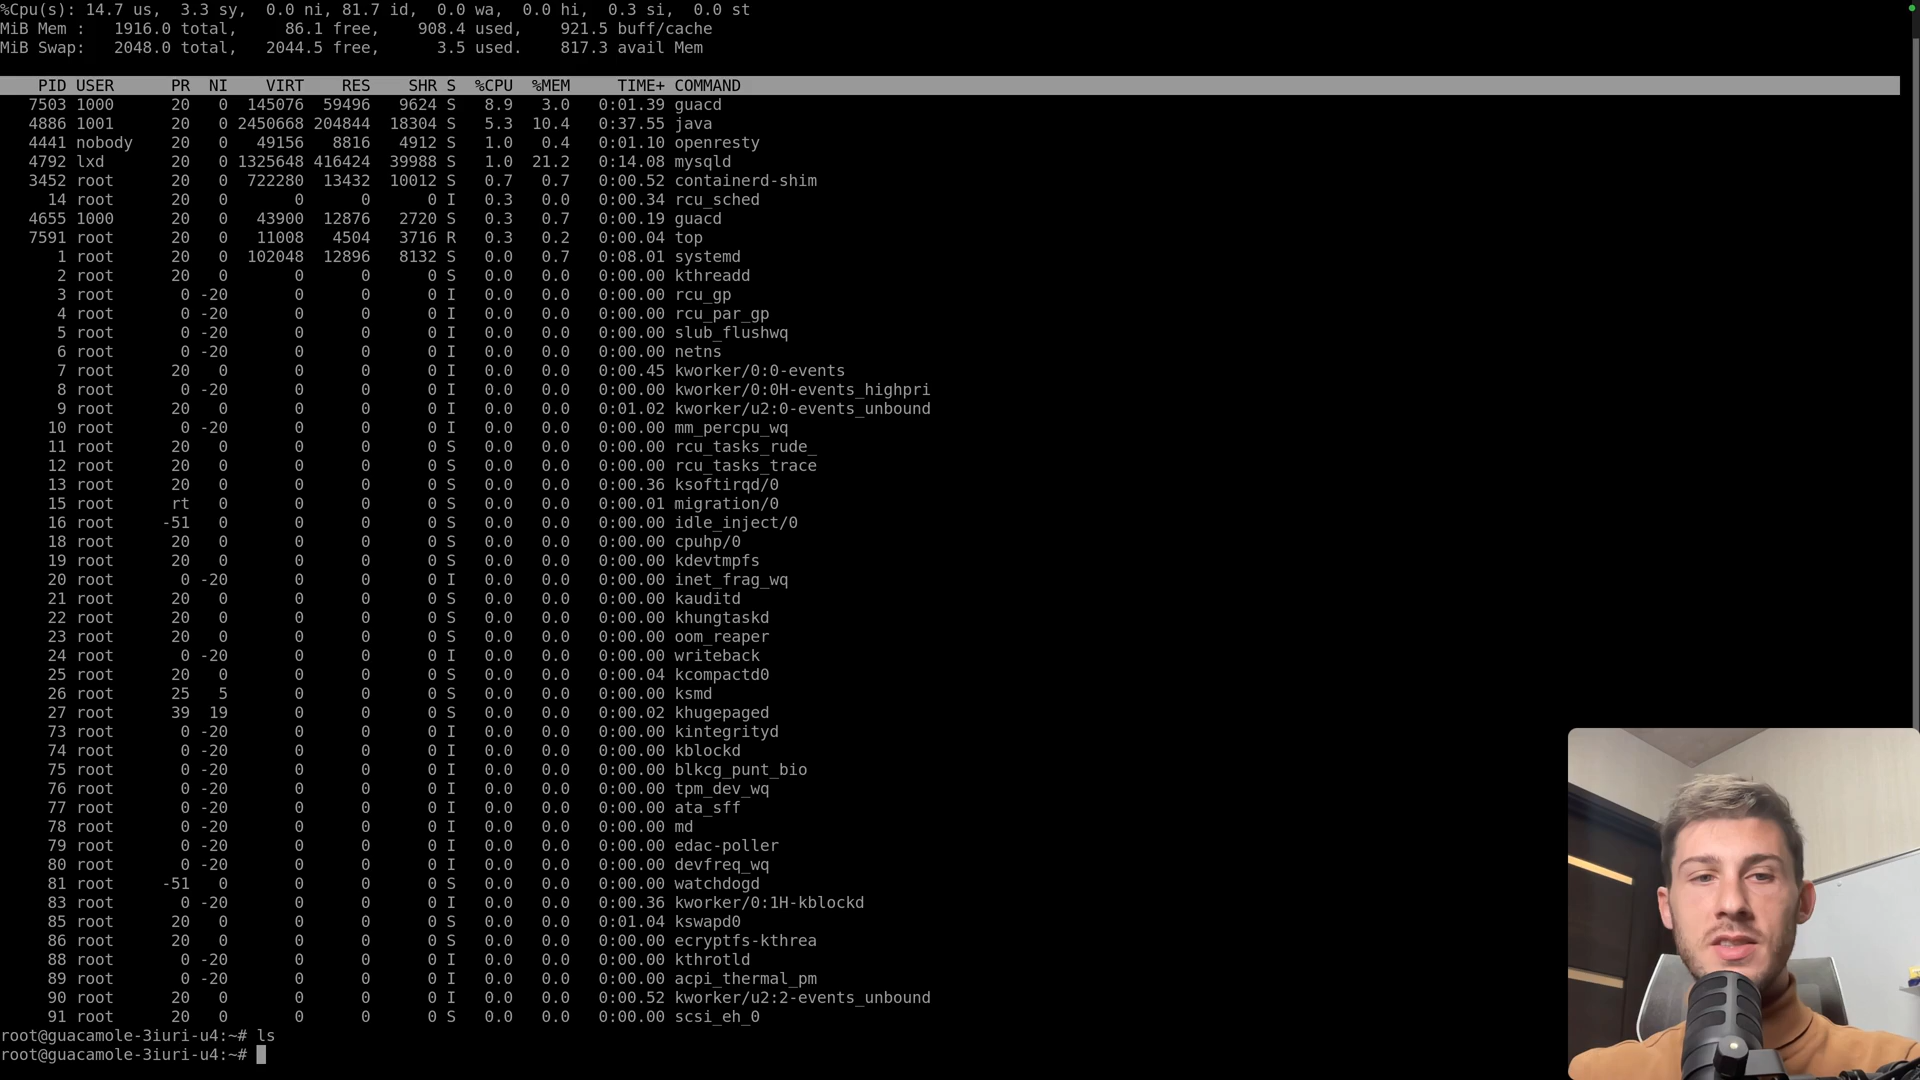 %Cpu(s): 14.7 us,  3.3 sy,  0.0 ni, 81.7 id,  0.0 wa,  0.0 hi,  0.3 si,  0.0 st
MiB Mem :   1916.0 total,     86.1 free,    908.4 used,    921.5 buff/cache
MiB Swap:   2048.0 total,   2044.5 free,      3.5 used.    817.3 avail Mem
PID USER      PR  NI    VIRT    RES    SHR S  %CPU  %MEM     TIME+ COMMAND
7503 1000      20   0  145076  59496   9624 S   8.9   3.0   0:01.39 guacd
4886 1001      20   0 2450668 204844  18304 S   5.3  10.4   0:37.55 java
4441 nobody    20   0   49156   8816   4912 S   1.0   0.4   0:01.10 openresty
4792 lxd       20   0 1325648 416424  39988 S   1.0  21.2   0:14.08 mysqld
3452 root      20   0  722280  13432  10012 S   0.7   0.7   0:00.52 containerd-shim
14 root      20   0       0      0      0 I   0.3   0.0   0:00.34 rcu_sched
4655 1000      20   0   43900  12876   2720 S   0.3   0.7   0:00.19 guacd
7591 root      20   0   11008   4504   3716 R   0.3   0.2   0:00.04 top
1 root      20   0  102048  12896   8132 S   0.0   0.7   0:08.01 systemd
2 root      20   0       0      0      0 S   0.0   0.0   0:00.00 kthreadd
3 root       0 -20       0      0      0 I   0.0   0.0   0:00.00 rcu_gp
4 root       0 -20       0      0      0 I   0.0   0.0   0:00.00 rcu_par_gp
5 root       0 -20       0      0      0 I   0.0   0.0   0:00.00 slub_flushwq
6 root       0 -20       0      0      0 I   0.0   0.0   0:00.00 netns
7 root      20   0       0      0      0 I   0.0   0.0   0:00.45 kworker/0:0-events
8 root       0 -20       0      0      0 I   0.0   0.0   0:00.00 kworker/0:0H-events_highpri
9 root      20   0       0      0      0 I   0.0   0.0   0:01.02 kworker/u2:0-events_unbound
10 root       0 -20       0      0      0 I   0.0   0.0   0:00.00 mm_percpu_wq
11 root      20   0       0      0      0 S   0.0   0.0   0:00.00 rcu_tasks_rude_
12 root      20   0       0      0      0 S   0.0   0.0   0:00.00 rcu_tasks_trace
13 root      20   0       0      0      0 S   0.0   0.0   0:00.36 ksoftirqd/0
15 root      rt   0       0      0      0 S   0.0   0.0   0:00.01 migration/0
16 root     -51   0       0      0      0 S   0.0   0.0   0:00.00 idle_inject/0
18 root      20   0       0      0      0 S   0.0   0.0   0:00.00 cpuhp/0
19 root      20   0       0      0      0 S   0.0   0.0   0:00.00 kdevtmpfs
20 root       0 -20       0      0      0 I   0.0   0.0   0:00.00 inet_frag_wq
21 root      20   0       0      0      0 S   0.0   0.0   0:00.00 kauditd
22 root      20   0       0      0      0 S   0.0   0.0   0:00.00 khungtaskd
23 root      20   0       0      0      0 S   0.0   0.0   0:00.00 oom_reaper
24 root       0 -20       0      0      0 I   0.0   0.0   0:00.00 writeback
25 root      20   0       0      0      0 S   0.0   0.0   0:00.04 kcompactd0
26 root      25   5       0      0      0 S   0.0   0.0   0:00.00 ksmd
27 root      39  19       0      0      0 S   0.0   0.0   0:00.02 khugepaged
73 root       0 -20       0      0      0 I   0.0   0.0   0:00.00 kintegrityd
74 root       0 -20       0      0      0 I   0.0   0.0   0:00.00 kblockd
75 root       0 -20       0      0      0 I   0.0   0.0   0:00.00 blkcg_punt_bio
76 root       0 -20       0      0      0 I   0.0   0.0   0:00.00 tpm_dev_wq
77 root       0 -20       0      0      0 I   0.0   0.0   0:00.00 ata_sff
78 root       0 -20       0      0      0 I   0.0   0.0   0:00.00 md
79 root       0 -20       0      0      0 I   0.0   0.0   0:00.00 edac-poller
80 root       0 -20       0      0      0 I   0.0   0.0   0:00.00 devfreq_wq
81 root     -51   0       0      0      0 S   0.0   0.0   0:00.00 watchdogd
83 root       0 -20       0      0      0 I   0.0   0.0   0:00.36 kworker/0:1H-kblockd
85 root      20   0       0      0      0 S   0.0   0.0   0:01.04 kswapd0
86 root      20   0       0      0      0 S   0.0   0.0   0:00.00 ecryptfs-kthrea
88 root       0 -20       0      0      0 I   0.0   0.0   0:00.00 kthrotld
89 root       0 -20       0      0      0 I   0.0   0.0   0:00.00 acpi_thermal_pm
90 root      20   0       0      0      0 I   0.0   0.0   0:00.52 kworker/u2:2-events_unbound
91 root      20   0       0      0      0 S   0.0   0.0   0:00.00 scsi_eh_0
root@guacamole-3iuri-u4:~# ls
root@guacamole-3iuri-u4:~#